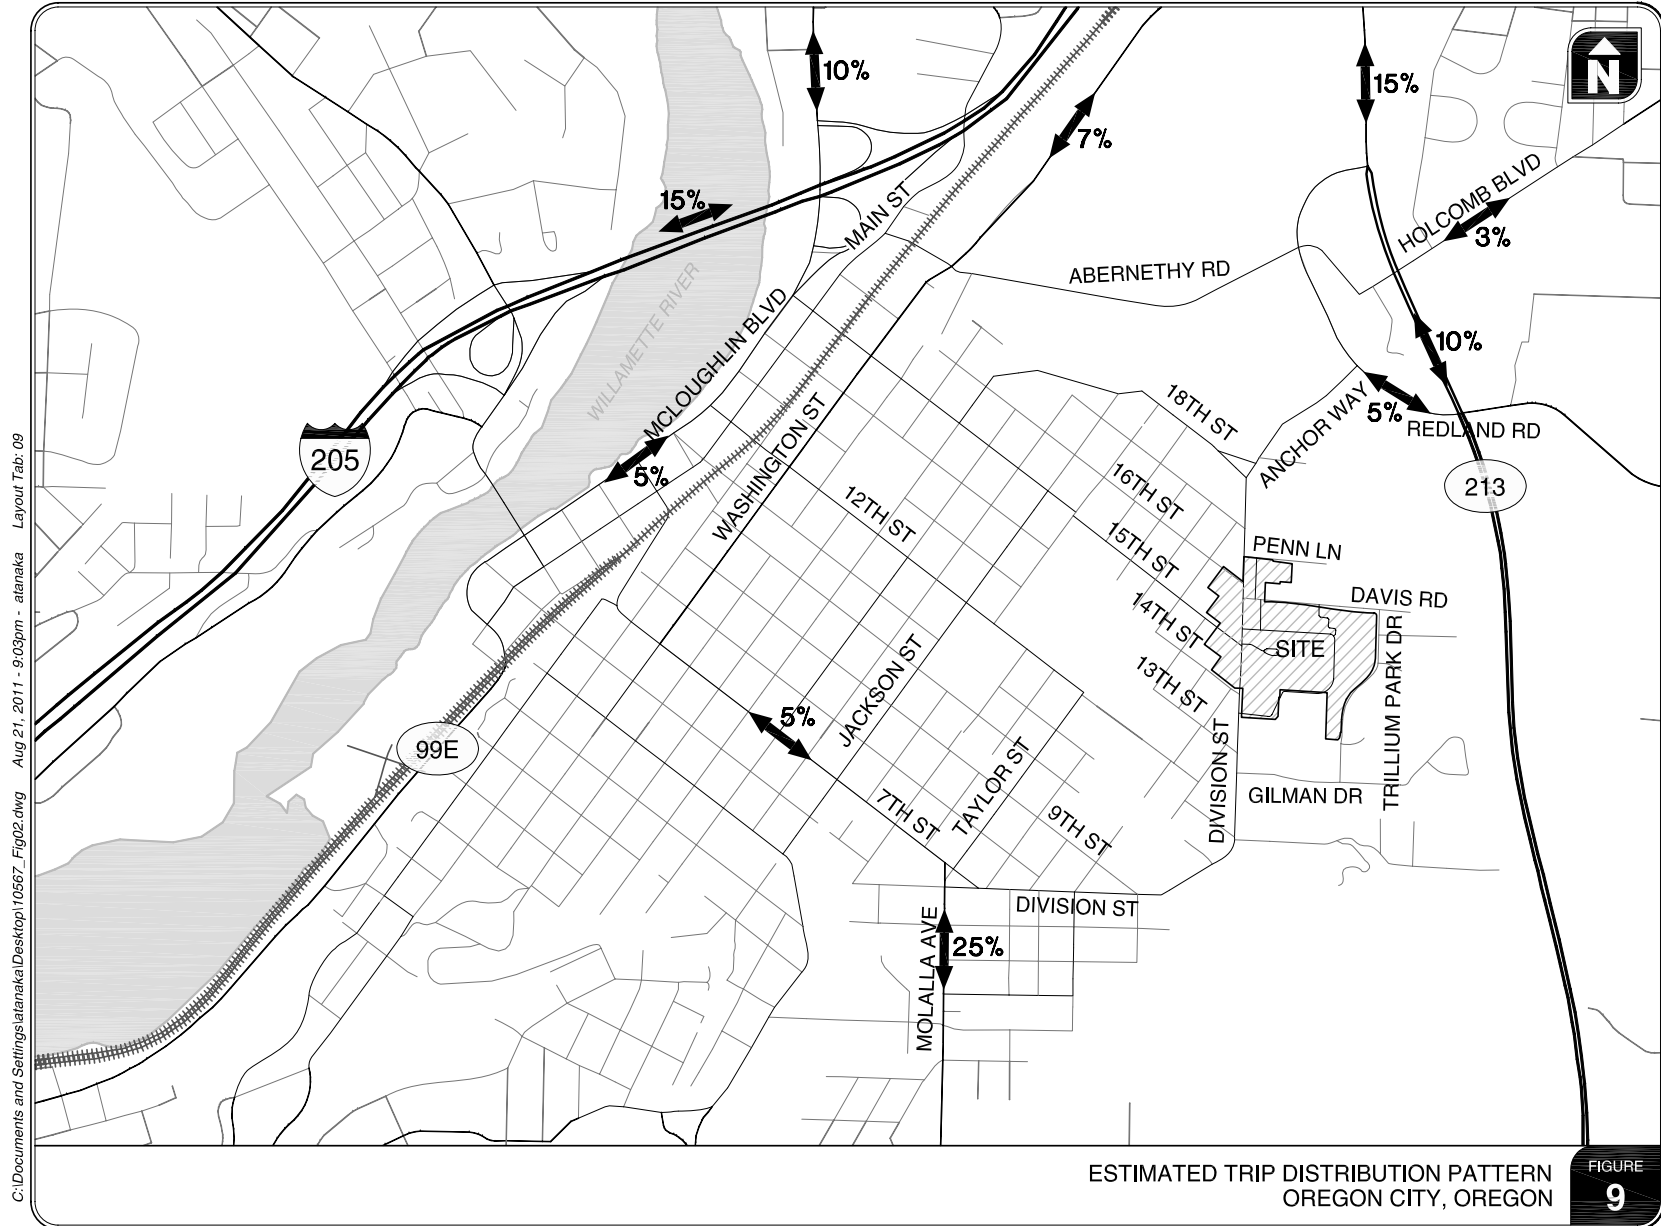 10%
15%
7%
15%
3%
10%
5%
5%
5%
25%
N
HOLCOMB BLVD
MAIN ST
ABERNETHY RD
WILLAMETTE RIVER
MCLOUGHLIN BLVD
18TH ST
ANCHOR WAY
REDLAND RD
205
213
WASHINGTON ST
12TH ST
16TH ST
15TH ST
PENN LN
DAVIS RD
14TH ST
SITE
13TH ST
TRILLIUM PARK DR
JACKSON ST
99E
TAYLOR ST
7TH ST
9TH ST
DIVISION ST
GILMAN DR
DIVISION ST
MOLALLA AVE
C:\Documents and Settings\atanaka\Desktop\10567_Fig02.dwg Aug 21, 2011 - 9:03pm - atanaka Layout Tab: 09
ESTIMATED TRIP DISTRIBUTION PATTERN
OREGON CITY, OREGON
FIGURE
9